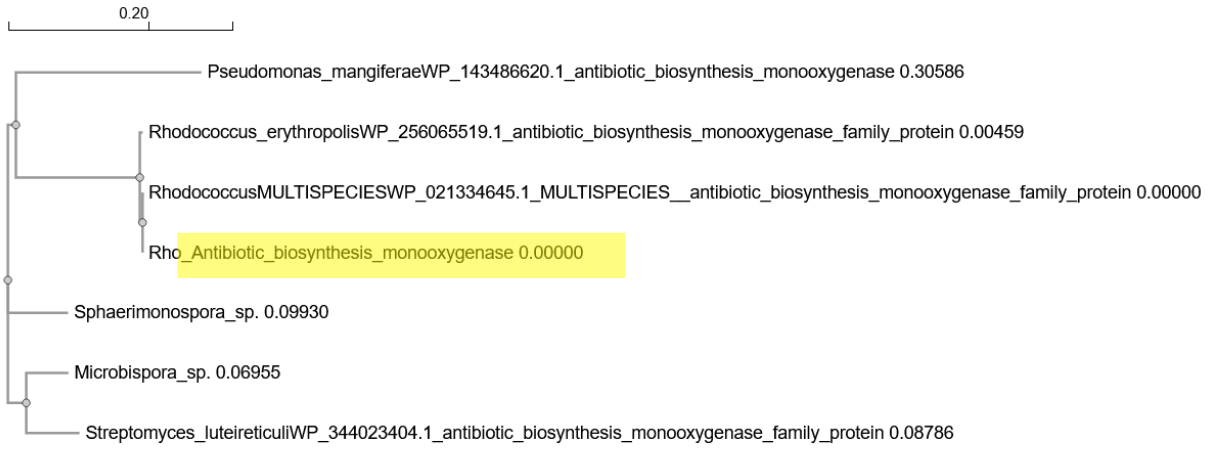 0.20
Pseudomonas_mangiferaeWP_143486620.1_antibiotic_biosynthesis_monooxygenase 0.30586
Rhodococcus_erythropolisWP_256065519.1_antibiotic_biosynthesis_monooxygenase_family_protein 0.00459
RhodococcusMULTISPECIESWP_021334645.1_MULTISPECIES__antibiotic_biosynthesis_monooxygenase_family_protein 0.00000
Rho_Antibiotic_biosynthesis_monooxygenase 0.00000
Sphaerimonospora_sp. 0.09930
Microbispora_sp. 0.06955
Streptomyces_luteireticuliWP_344023404.1_antibiotic_biosynthesis_monooxygenase_family_protein 0.08786